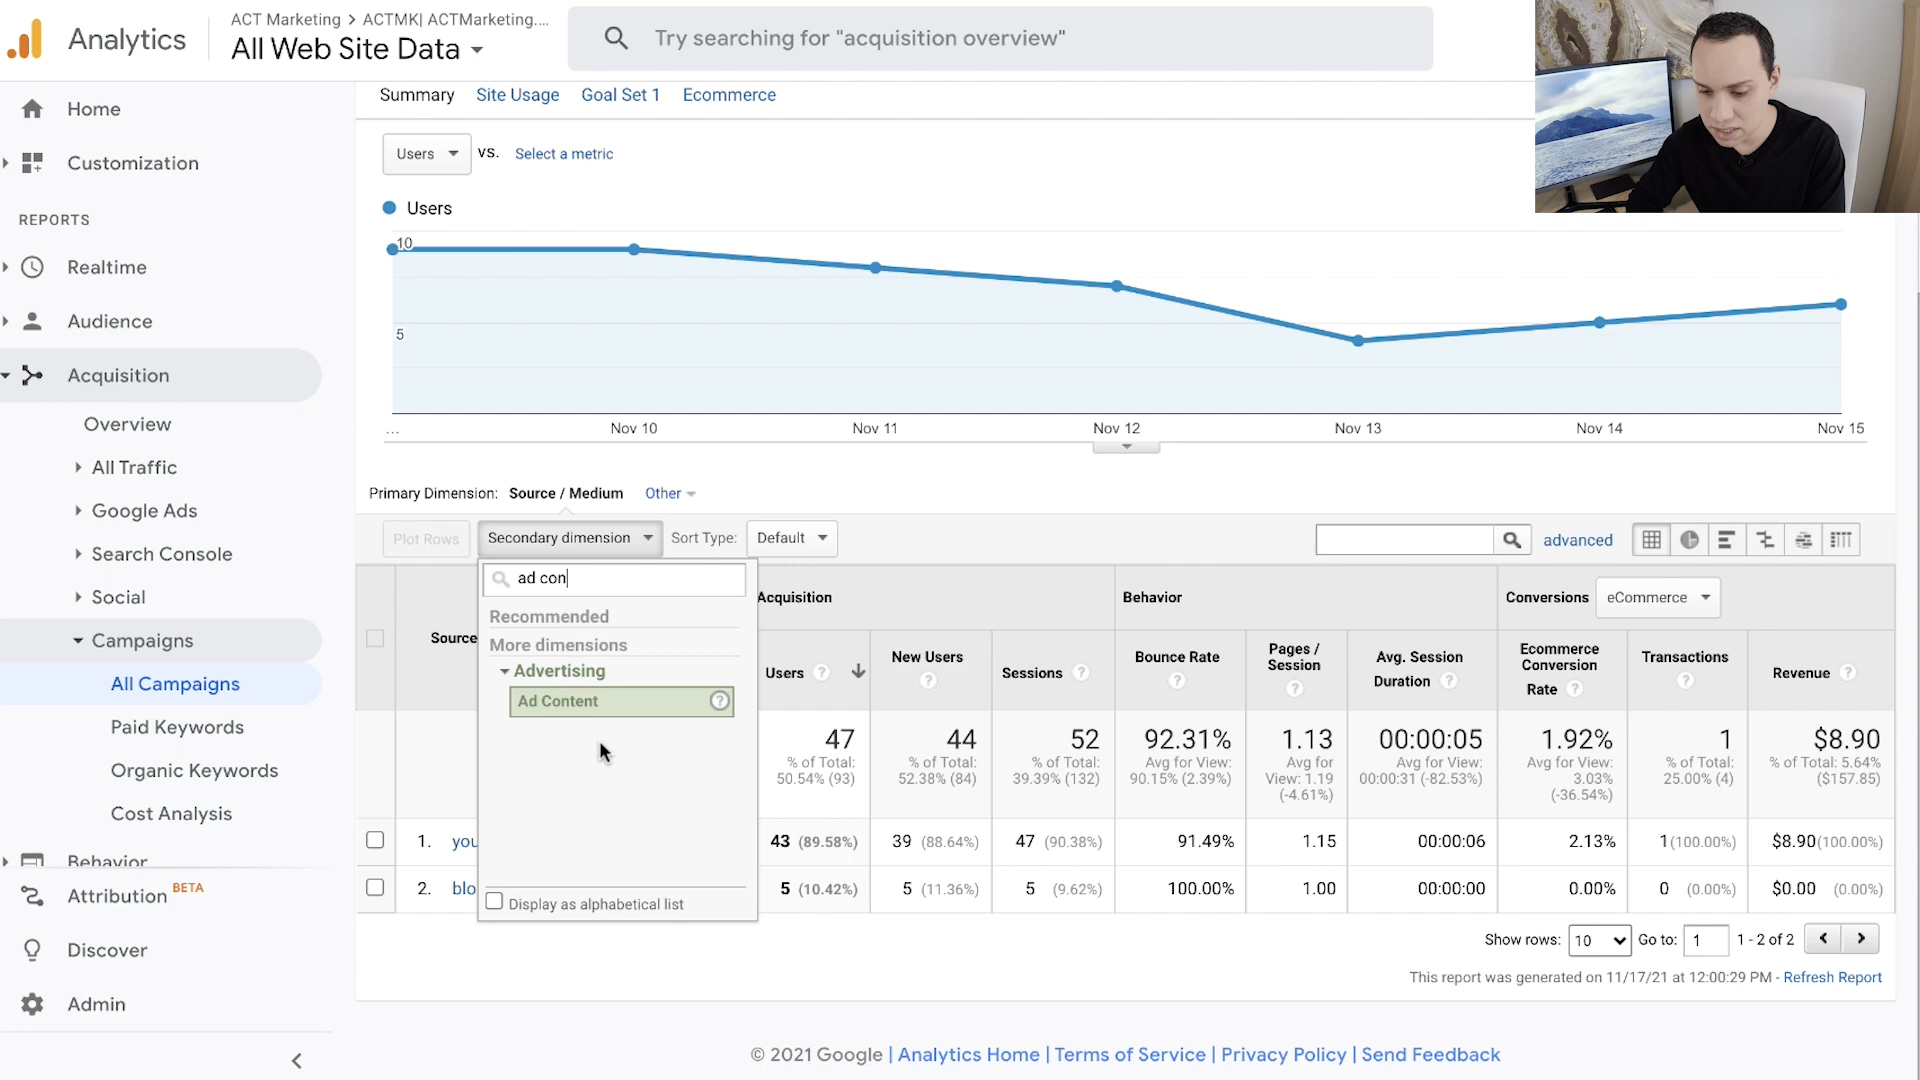 Analytics
ACT Marketing > ACTMK| ACTMarketing....
All Web Site Data
Try searching for "acquisition overview"
Home
Customization
REPORTS
Realtime
Audience
Acquisition
Overview
All Traffic
Google Ads
Search Console
Social
Campaigns
All Campaigns
Paid Keywords
Organic Keywords
Cost Analysis
Behavior
Attribution BETA
Discover
Admin
Summary Site Usage Goal Set 1 Ecommerce
Users VS. Select a metric
Users
10
5
... Nov 10 Nov 11 Nov 12 Nov 13 Nov 14 Nov 15
Primary Dimension: Source / Medium Other
Plot Rows Secondary dimension Sort Type: Default advanced
ad con
Recommended
More dimensions
Advertising
Ad Content ?
Display as alphabetical list
Source Acquisition Behavior Conversions eCommerce
Users ? New Users ? Sessions ? Bounce Rate ? Pages / Session ? Avg. Session Duration ? Ecommerce Conversion Rate ? Transactions ? Revenue ?
47 44 52 92.31% 1.13 00:00:05 1.92% 1 $8.90
% of Total: 50.54% (93) % of Total: 52.38% (84) % of Total: 39.39% (132) Avg for View: 90.15% (2.39%) Avg for View: 1.19 (-4.61%) Avg for View: 00:00:31 (-82.53%) Avg for View: 3.03% (-36.54%) % of Total: 25.00% (4) % of Total: 5.64% ($157.85)
1. you 43 (89.58%) 39 (88.64%) 47 (90.38%) 91.49% 1.15 00:00:06 2.13% 1 (100.00%) $8.90 (100.00%)
2. blo 5 (10.42%) 5 (11.36%) 5 (9.62%) 100.00% 1.00 00:00:00 0.00% 0 (0.00%) $0.00 (0.00%)
Show rows: 10 Go to: 1 1 - 2 of 2
This report was generated on 11/17/21 at 12:00:29 PM - Refresh Report
© 2021 Google | Analytics Home | Terms of Service | Privacy Policy | Send Feedback